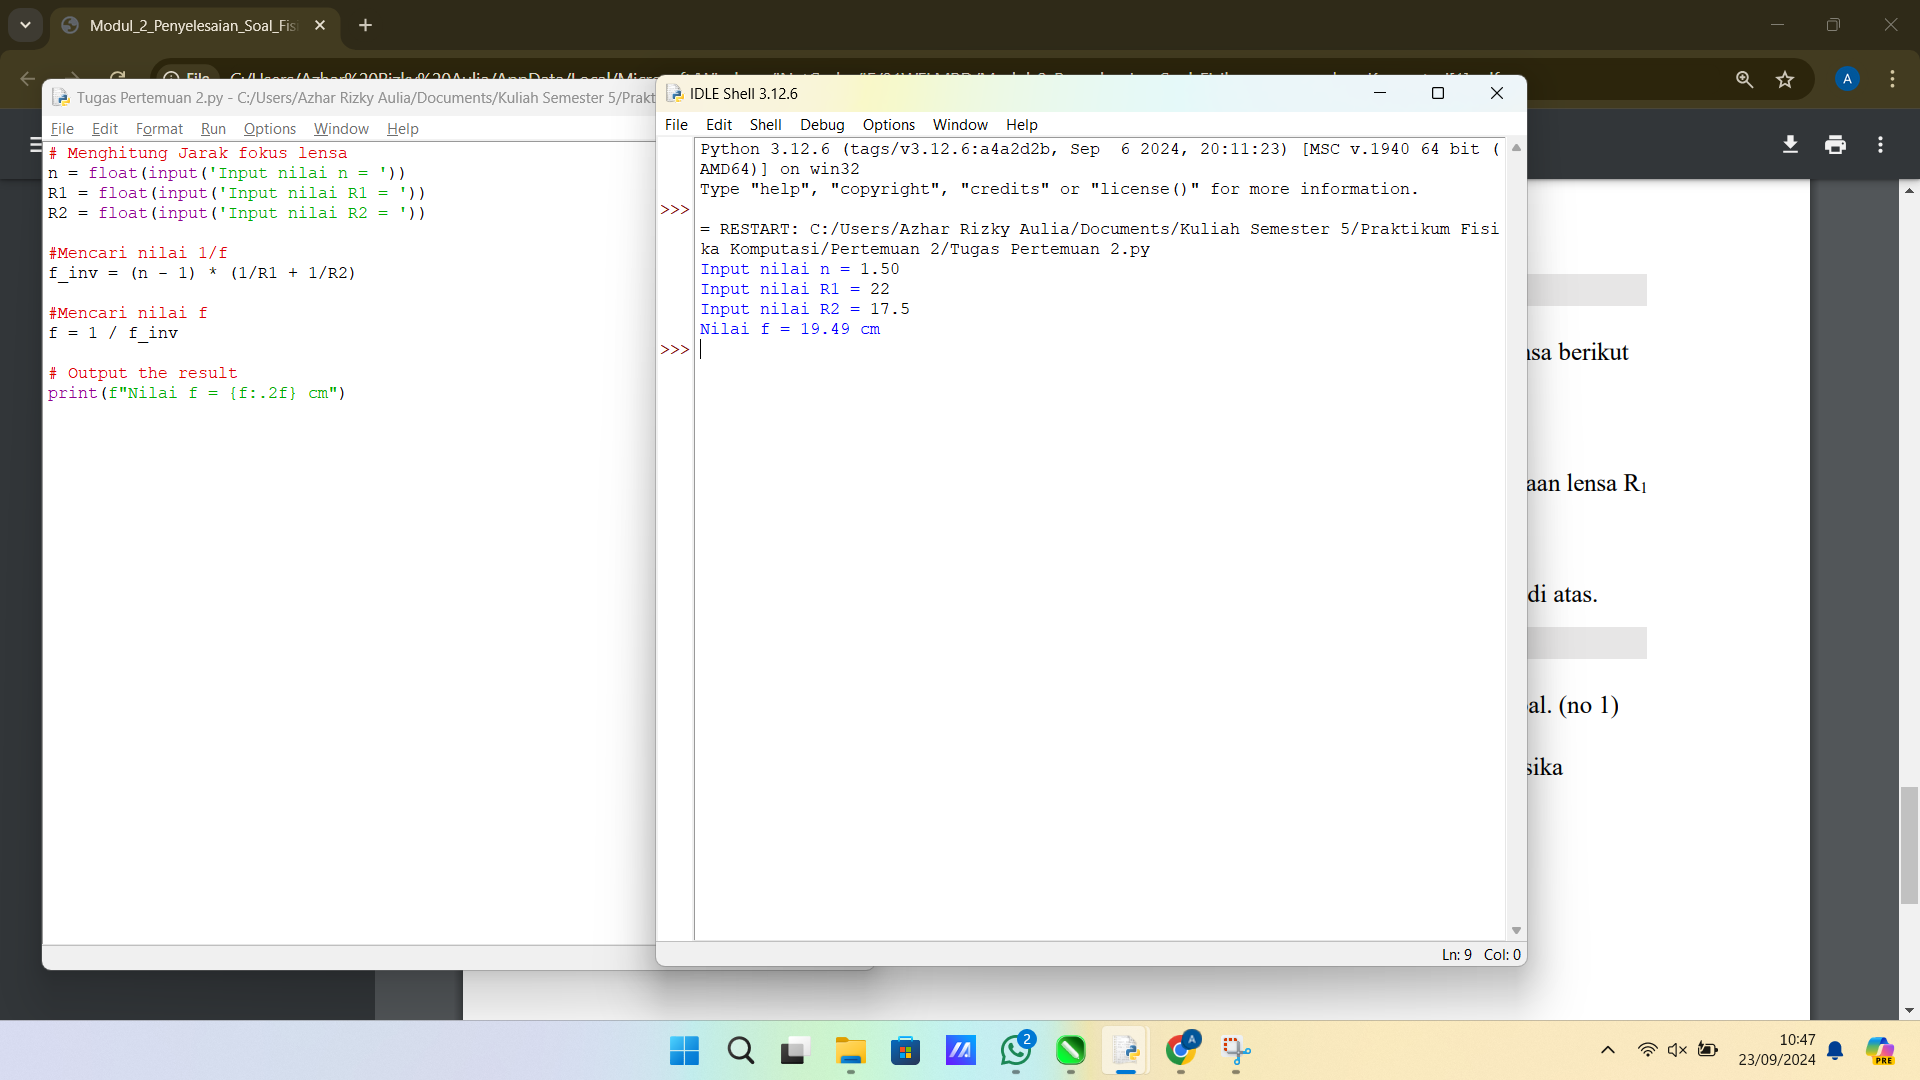 Modul_2_Penyelesaian_Soal_Fisi
File
Tugas Pertemuan 2.py - C:/Users/Azhar Rizky Aulia/Documents/Kuliah Semester 5/Prakt
File Edit Format Run Options Window Help
# Menghitung Jarak fokus lensa
n = float(input('Input nilai n = '))
R1 = float(input('Input nilai R1 = '))
R2 = float(input('Input nilai R2 = '))
#Mencari nilai 1/f
f_inv = (n - 1) * (1/R1 + 1/R2)
#Mencari nilai f
f = 1 / f_inv
# Output the result
print(f"Nilai f = {f:.2f} cm")
IDLE Shell 3.12.6
File Edit Shell Debug Options Window Help
Python 3.12.6 (tags/v3.12.6:a4a2d2b, Sep  6 2024, 20:11:23) [MSC v.1940 64 bit (
AMD64)] on win32
Type "help", "copyright", "credits" or "license()" for more information.
>>>
= RESTART: C:/Users/Azhar Rizky Aulia/Documents/Kuliah Semester 5/Praktikum Fisi
ka Komputasi/Pertemuan 2/Tugas Pertemuan 2.py
Input nilai n = 1.50
Input nilai R1 = 22
Input nilai R2 = 17.5
Nilai f = 19.49 cm
>>>
Ln: 9 Col: 0
A
nsa berikut
aan lensa R1
di atas.
al. (no 1)
sika
2
A
10:47
23/09/2024
PRE